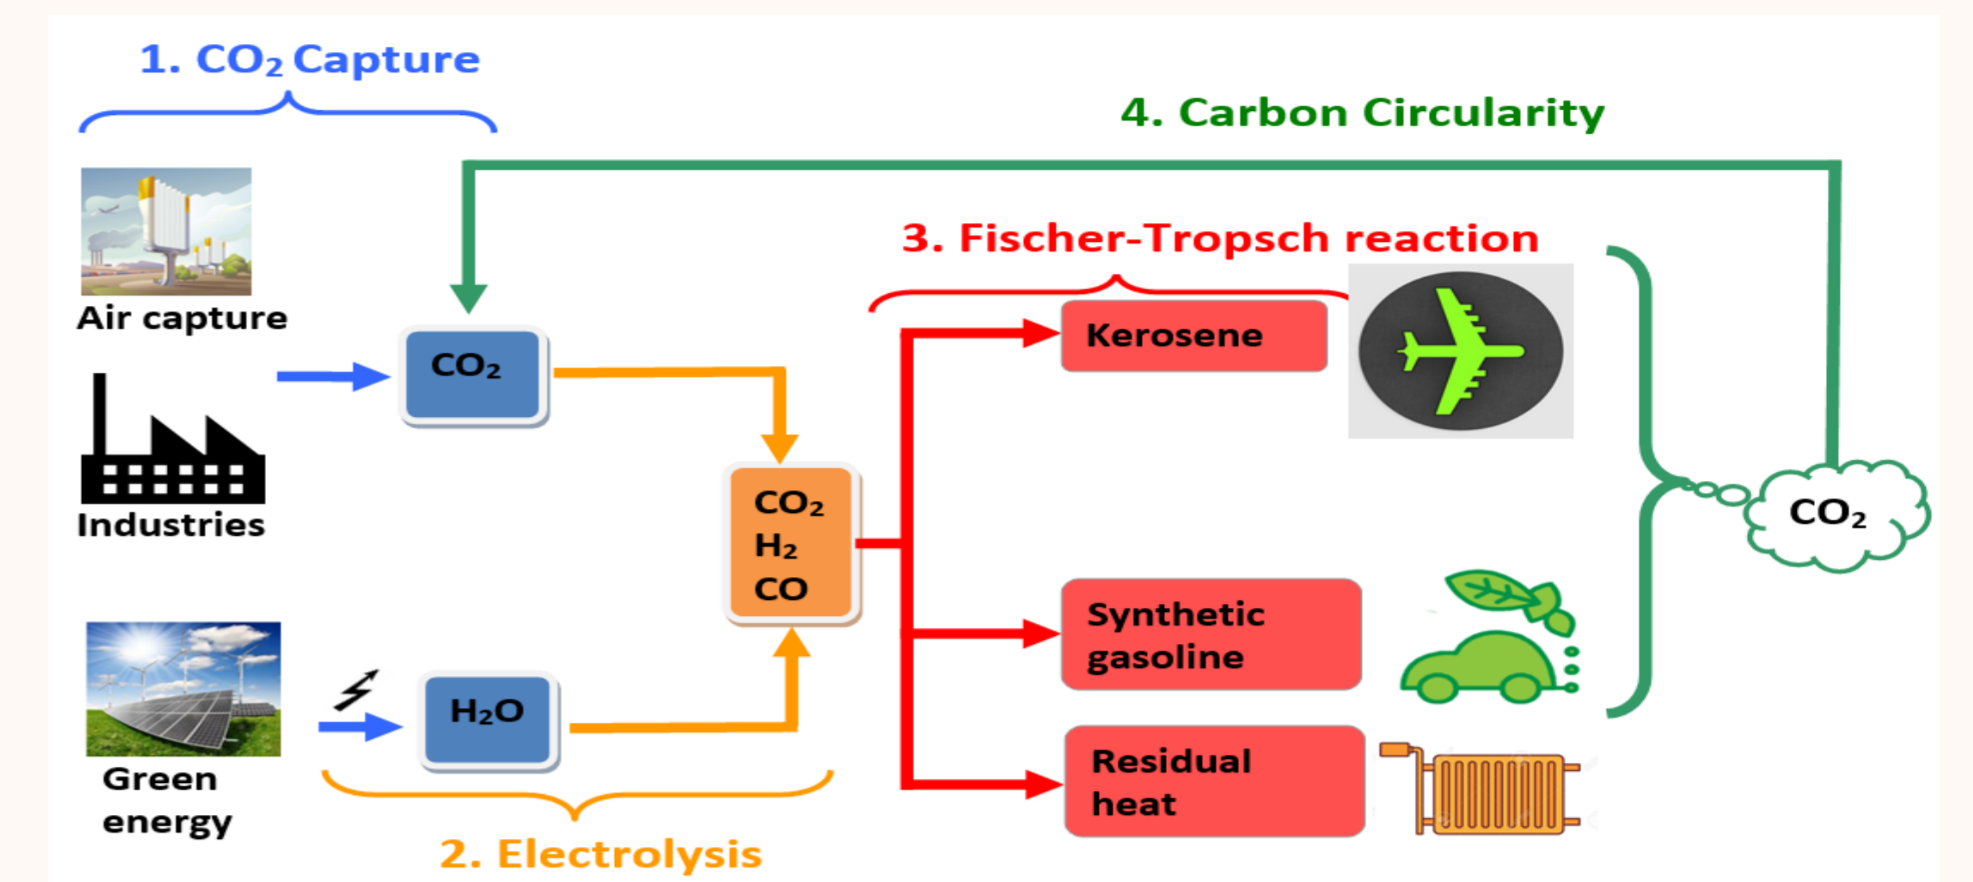 1. CO₂ Capture
4. Carbon Circularity
3. Fischer-Tropsch reaction
Air capture
CO₂
Kerosene
Industries
CO₂
H₂
CO
CO₂
Synthetic
gasoline
H₂O
Green
energy
Residual
heat
2. Electrolysis